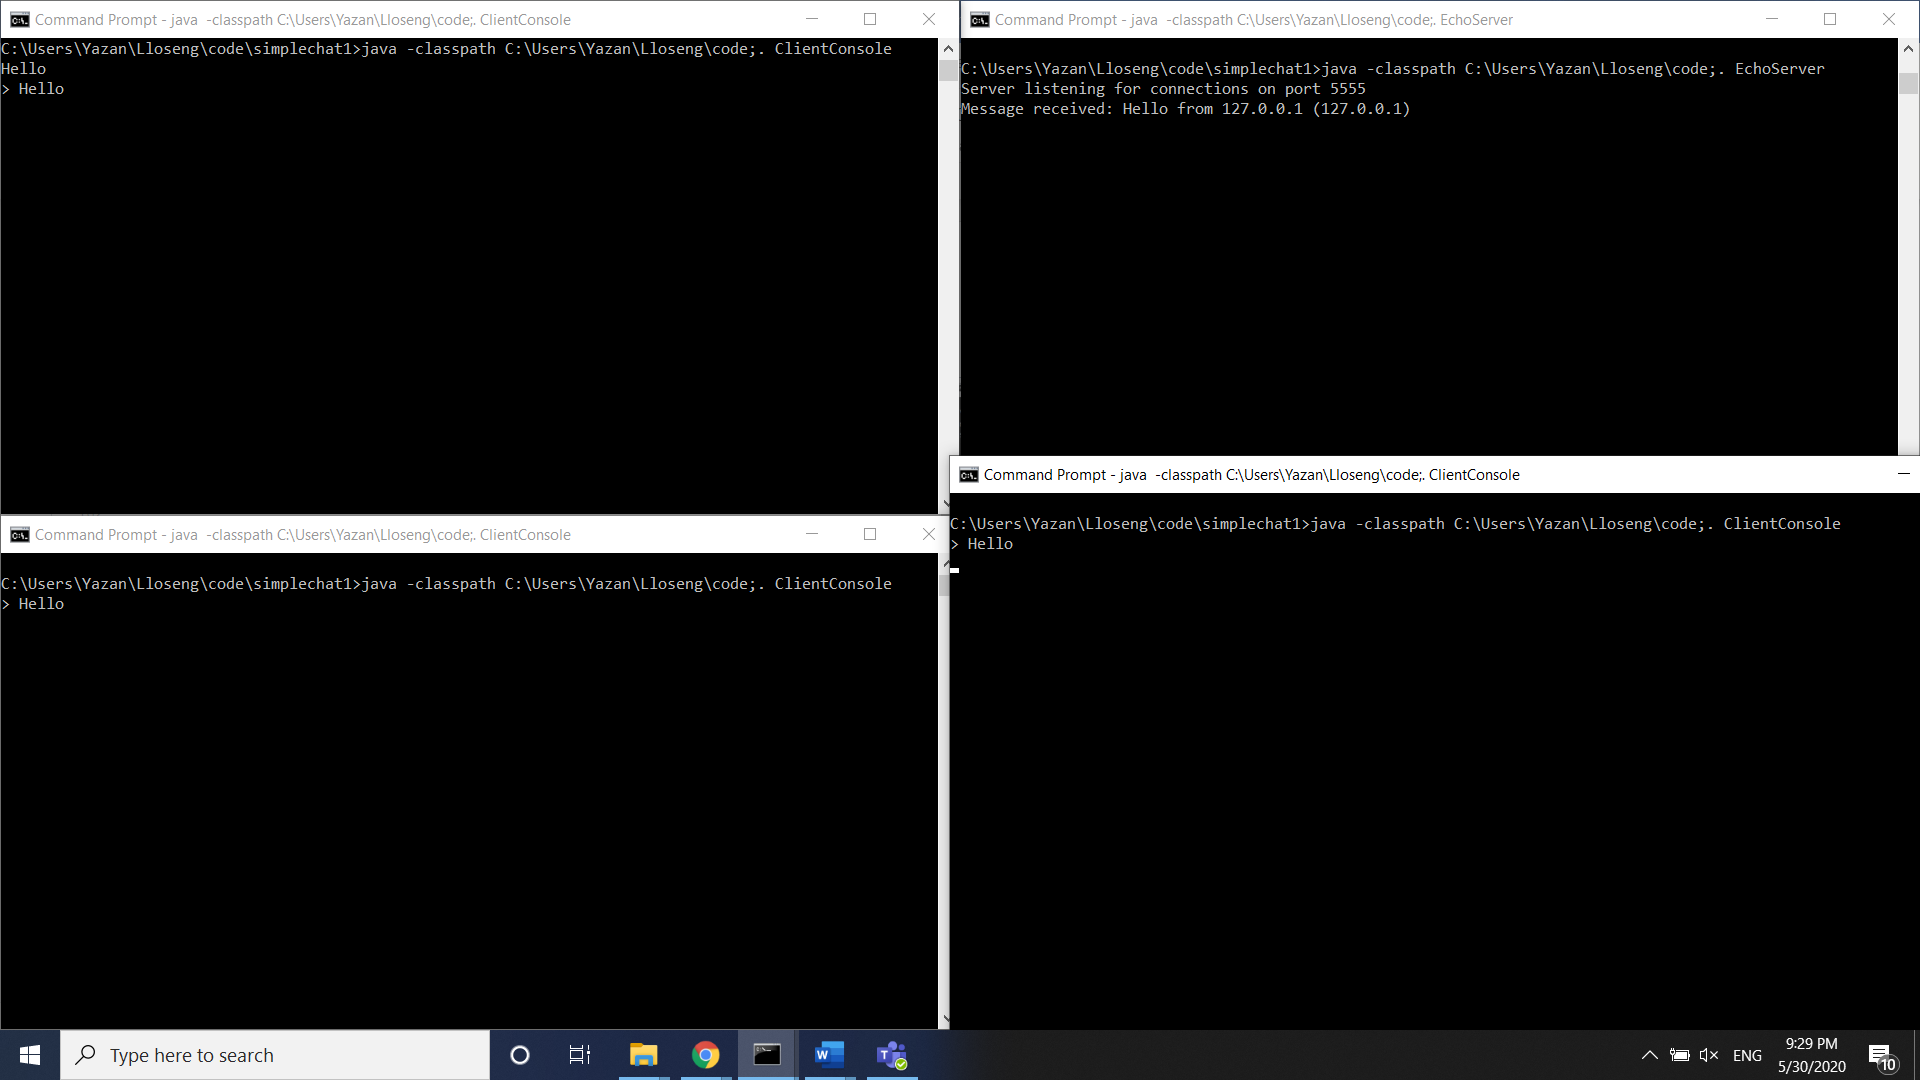 Command Prompt - java  -classpath C:\Users\Yazan\Lloseng\code;. ClientConsole
C:\Users\Yazan\Lloseng\code\simplechat1>java -classpath C:\Users\Yazan\Lloseng\code;. ClientConsole
Hello
> Hello
Command Prompt - java  -classpath C:\Users\Yazan\Lloseng\code;. EchoServer
C:\Users\Yazan\Lloseng\code\simplechat1>java -classpath C:\Users\Yazan\Lloseng\code;. EchoServer
Server listening for connections on port 5555
Message received: Hello from 127.0.0.1 (127.0.0.1)
Command Prompt - java  -classpath C:\Users\Yazan\Lloseng\code;. ClientConsole
C:\Users\Yazan\Lloseng\code\simplechat1>java -classpath C:\Users\Yazan\Lloseng\code;. ClientConsole
> Hello
Command Prompt - java  -classpath C:\Users\Yazan\Lloseng\code;. ClientConsole
C:\Users\Yazan\Lloseng\code\simplechat1>java -classpath C:\Users\Yazan\Lloseng\code;. ClientConsole
> Hello
Type here to search
ENG
9:29 PM
5/30/2020
10